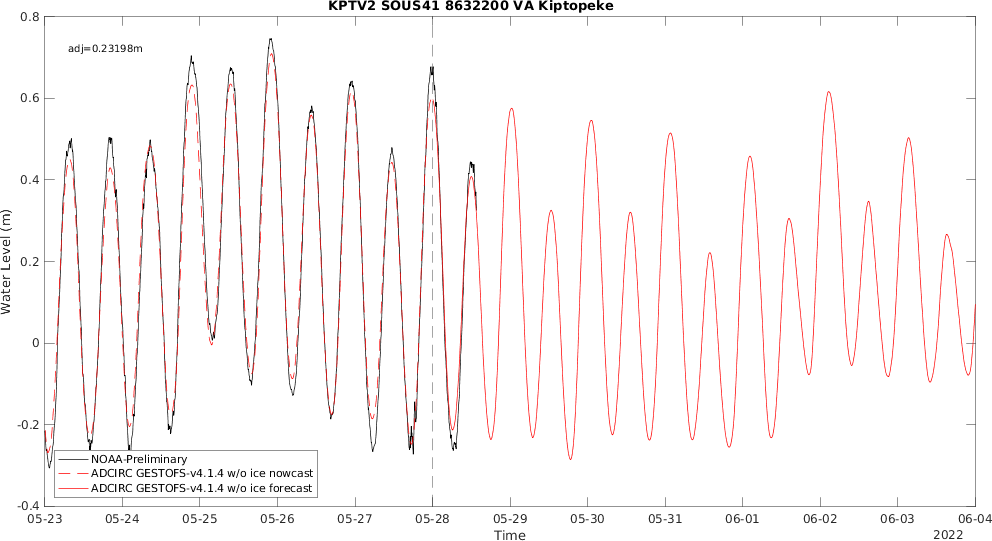 KPTV2 SOUS41 8632200 VA Kiptopeke
adj=0.23198m
Water Level (m)
0.8
0.6
0.4
0.2
0
-0.2
-0.4
NOAA-Preliminary
ADCIRC GESTOFS-v4.1.4 w/o ice nowcast
ADCIRC GESTOFS-v4.1.4 w/o ice forecast
05-23 05-24 05-25 05-26 05-27 05-28 05-29 05-30 05-31 06-01 06-02 06-03 06-04
Time
2022